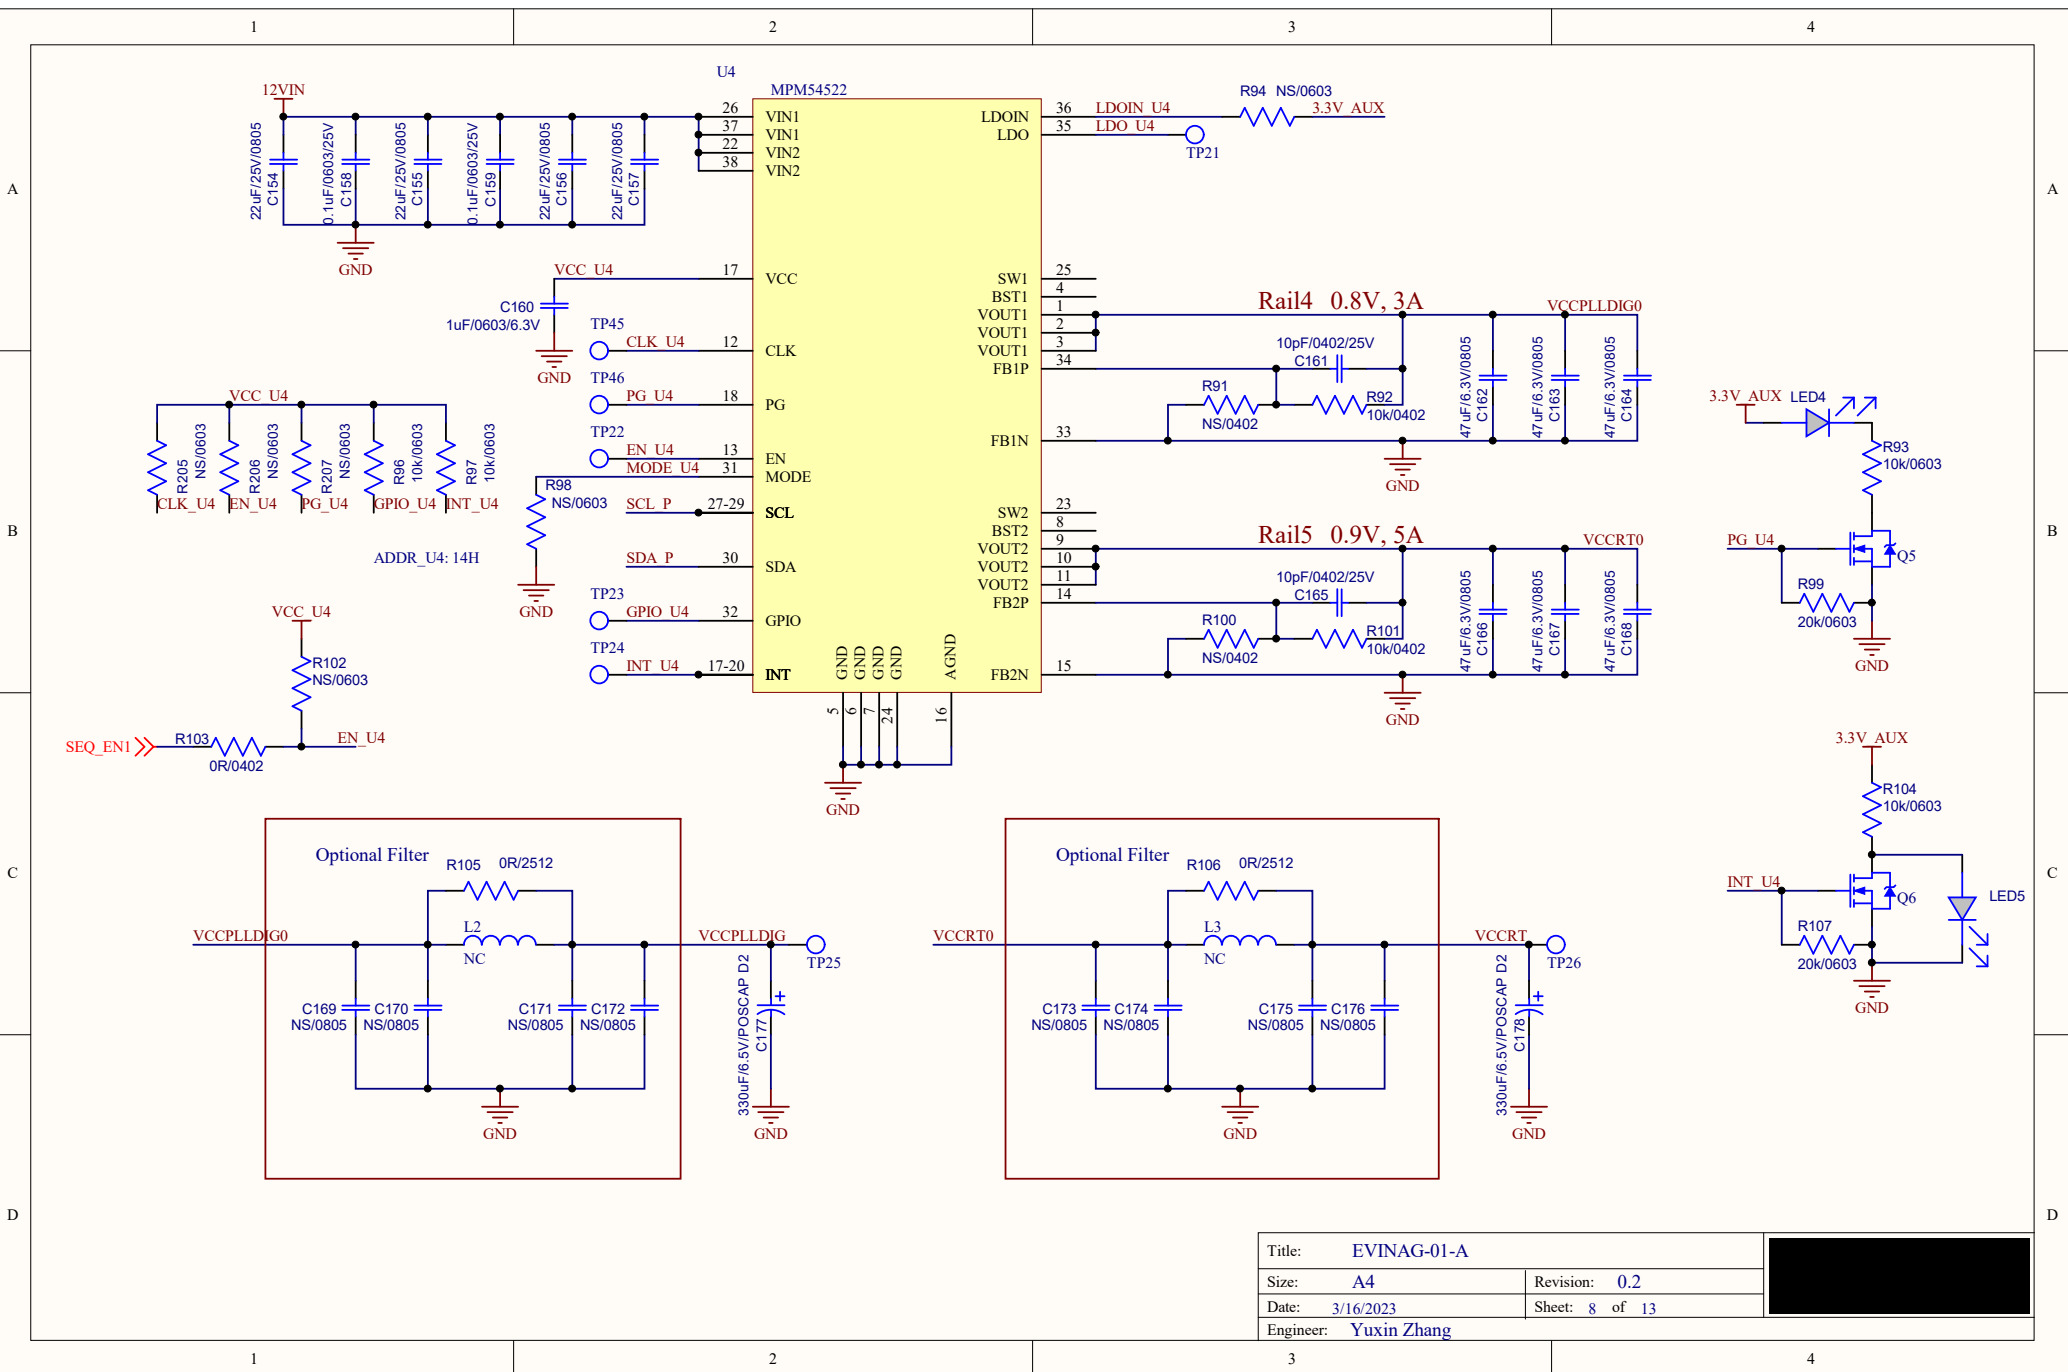 1 2 3 4
A A
B B
C C
D D
1 2 3 4
U4
MPM54522
12VIN
22uF/25V/0805
C154
0.1uF/0603/25V
C158
22uF/25V/0805
C155
0.1uF/0603/25V
C159
22uF/25V/0805
C156
22uF/25V/0805
C157
GND
26 VIN1
37 VIN1
22 VIN2
38 VIN2
VCC_U4 17 VCC
C160
1uF/0603/6.3V
GND
TP45
CLK_U4 12 CLK
TP46
PG_U4 18 PG
TP22
EN_U4 13 EN
MODE_U4 31 MODE
R98
NS/0603
GND
SCL_P 27-29 SCL
SDA_P 30 SDA
TP23
GPIO_U4 32 GPIO
TP24
INT_U4 17-20 INT
GND
GND
GND
GND
AGND
5
6
7
24
16
GND
LDOIN 36 LDOIN_U4
R94 NS/0603
3.3V_AUX
LDO 35 LDO_U4
TP21
SW1 25
BST1 4
VOUT1 1
VOUT1 2
VOUT1 3
FB1P 34
FB1N 33
Rail4 0.8V, 3A
VCCPLLDIG0
10pF/0402/25V
C161
R91
NS/0402
R92
10k/0402
47uF/6.3V/0805
C162
47uF/6.3V/0805
C163
47uF/6.3V/0805
C164
GND
SW2 23
BST2 8
VOUT2 9
VOUT2 10
VOUT2 11
FB2P 14
FB2N 15
Rail5 0.9V, 5A
VCCRT0
10pF/0402/25V
C165
R100
NS/0402
R101
10k/0402
47uF/6.3V/0805
C166
47uF/6.3V/0805
C167
47uF/6.3V/0805
C168
GND
VCC_U4
R205
NS/0603
R206
NS/0603
R207
NS/0603
R96
10k/0603
R97
10k/0603
CLK_U4 EN_U4 PG_U4 GPIO_U4 INT_U4
ADDR_U4: 14H
VCC_U4
R102
NS/0603
SEQ_EN1
R103
0R/0402
EN_U4
3.3V_AUX LED4
R93
10k/0603
PG_U4
Q5
R99
20k/0603
GND
3.3V_AUX
R104
10k/0603
INT_U4
Q6
LED5
R107
20k/0603
GND
Optional Filter
R105 0R/2512
VCCPLLDIG0
L2
NC
VCCPLLDIG
TP25
C169
NS/0805
C170
NS/0805
C171
NS/0805
C172
NS/0805
330uF/6.5V/POSCAP D2
C177
+
GND
GND
Optional Filter
R106 0R/2512
VCCRT0
L3
NC
VCCRT
TP26
C173
NS/0805
C174
NS/0805
C175
NS/0805
C176
NS/0805
330uF/6.5V/POSCAP D2
C178
+
GND
GND
Title: EVINAG-01-A
Size: A4 Revision: 0.2
Date: 3/16/2023 Sheet: 8 of 13
Engineer: Yuxin Zhang